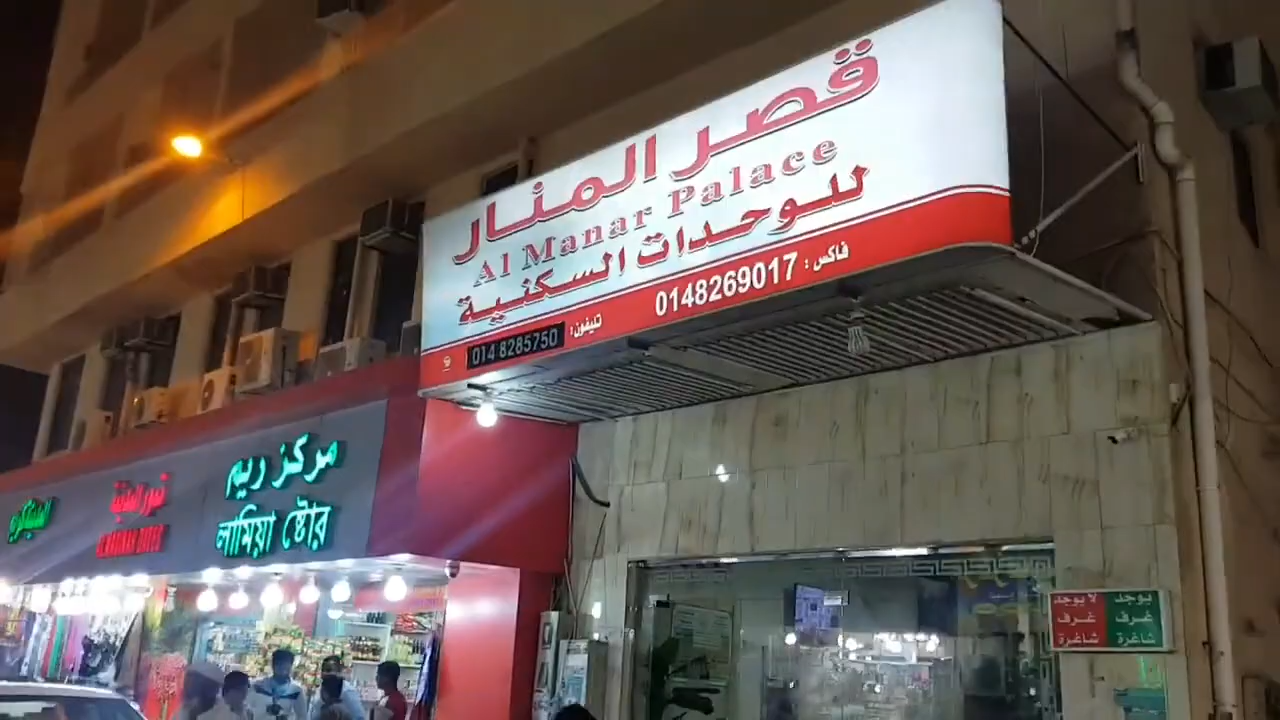 قصر المنار
Al Manar Palace
للوحدات السكنية
فاكس : 0148269017
تليفون: 014 8285750
مركز ريم
লামিয়া ষ্টোর
لا يوجد
غرف
شاغرة
يوجد
غرف
شاغرة